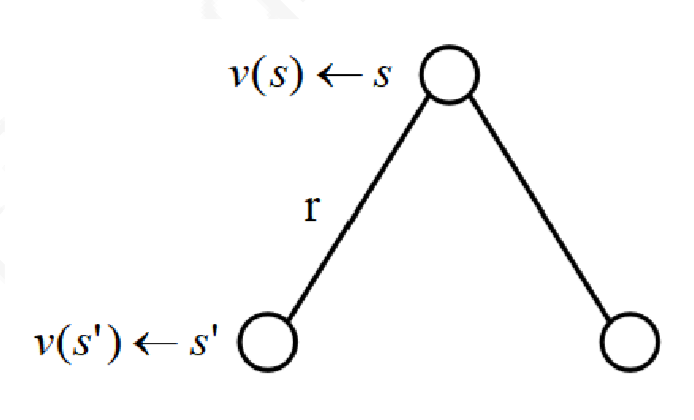 v(s) ← s
r
v(s') ← s'